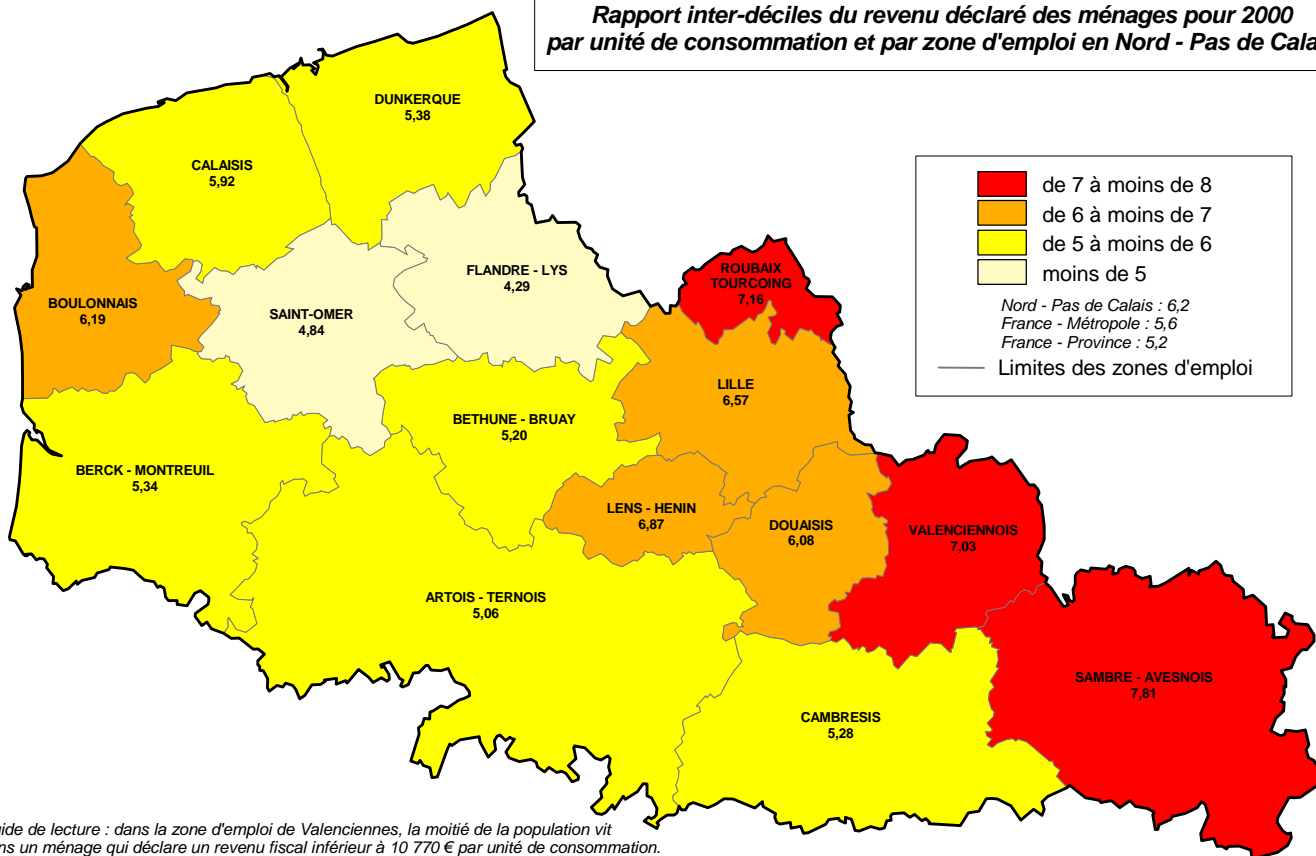 Rapport inter-déciles du revenu déclaré des ménages pour 2000
par unité de consommation et par zone d'emploi en Nord - Pas de Cala
DUNKERQUE
5,38
CALAISIS
5,92
de 7 à moins de 8
de 6 à moins de 7
de 5 à moins de 6
moins de 5
Nord - Pas de Calais : 6,2
France - Métropole : 5,6
France - Province : 5,2
Limites des zones d'emploi
FLANDRE - LYS
4,29
ROUBAIX
TOURCOING
7,16
BOULONNAIS
6,19
SAINT-OMER
4,84
LILLE
6,57
BETHUNE - BRUAY
5,20
BERCK - MONTREUIL
5,34
LENS - HENIN
6,87
DOUAISIS
6,08
VALENCIENNOIS
7,03
ARTOIS - TERNOIS
5,06
SAMBRE - AVESNOIS
7,81
CAMBRESIS
5,28
ide de lecture : dans la zone d'emploi de Valenciennes, la moitié de la population vit
ns un ménage qui déclare un revenu fiscal inférieur à 10 770 € par unité de consommation.